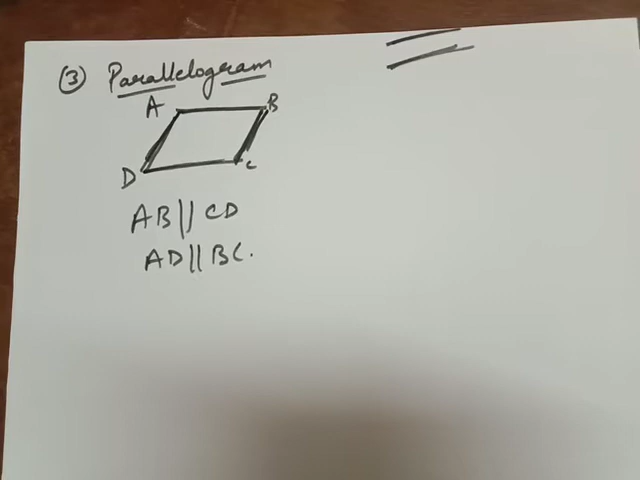 (3) Parallelogram
A B
D C
AB || CD
AD || BC.